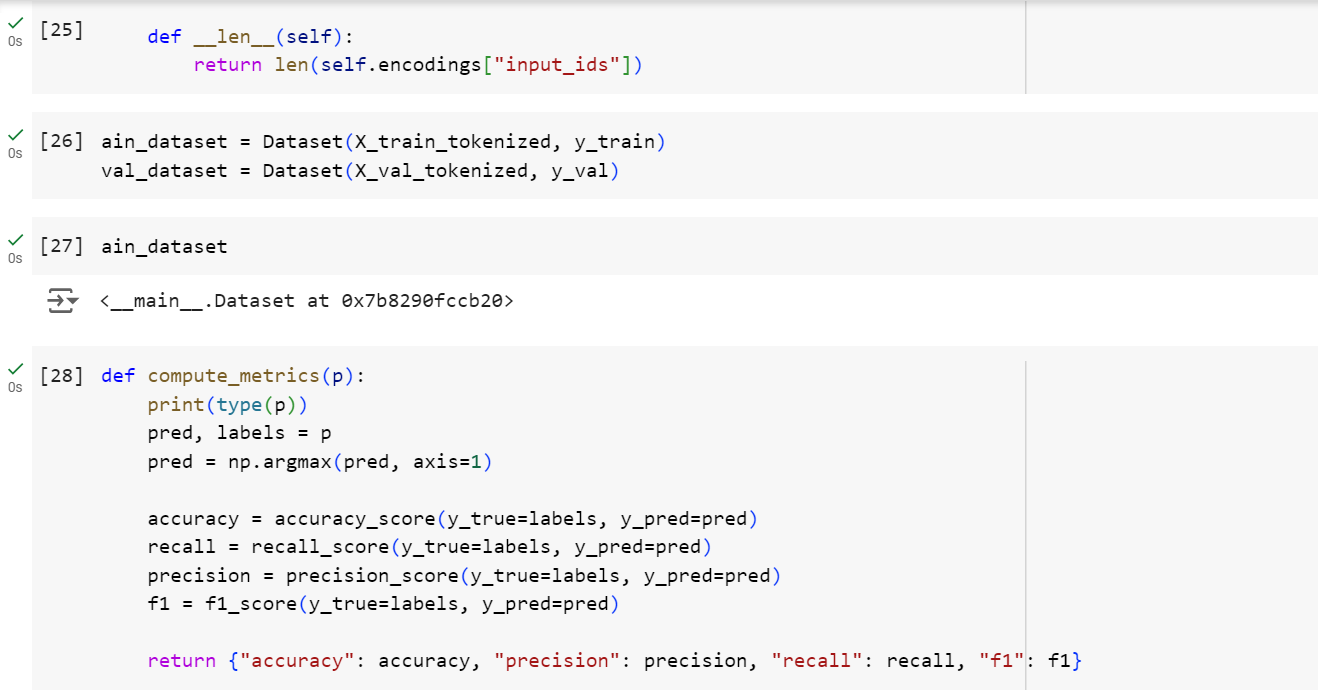 [25]     def __len__(self):
0s
        return len(self.encodings["input_ids"])
[26] ain_dataset = Dataset(X_train_tokenized, y_train)
0s
val_dataset = Dataset(X_val_tokenized, y_val)
[27] ain_dataset
0s
<__main__.Dataset at 0x7b8290fccb20>
[28] def compute_metrics(p):
0s
    print(type(p))
    pred, labels = p
    pred = np.argmax(pred, axis=1)
    accuracy = accuracy_score(y_true=labels, y_pred=pred)
    recall = recall_score(y_true=labels, y_pred=pred)
    precision = precision_score(y_true=labels, y_pred=pred)
    f1 = f1_score(y_true=labels, y_pred=pred)
    return {"accuracy": accuracy, "precision": precision, "recall": recall, "f1": f1}